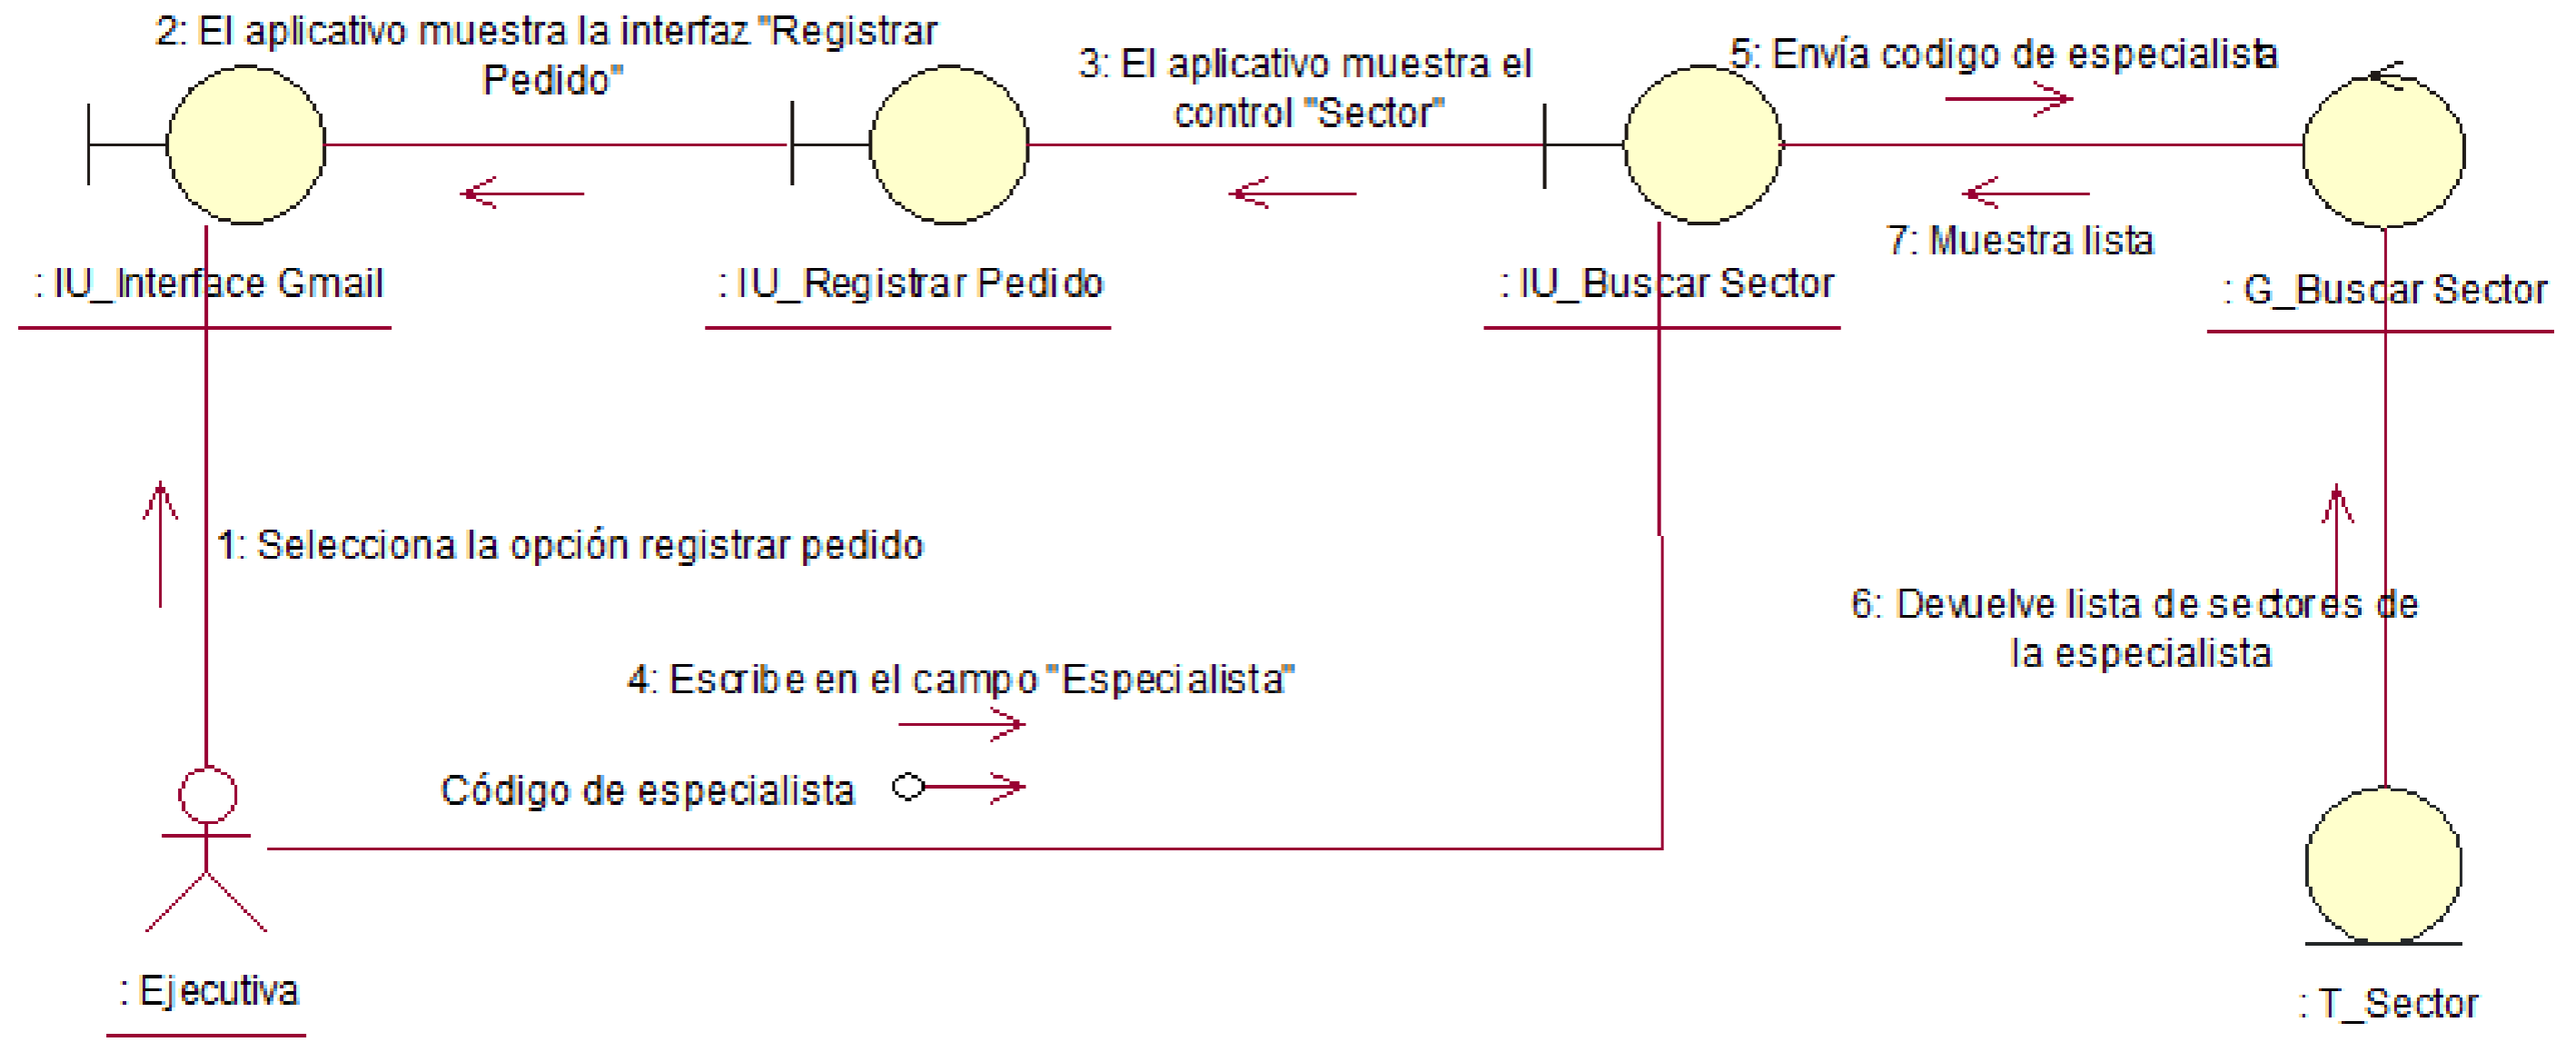 2: El aplicativo muestra la interfaz "Registrar
Pedido"
3: El aplicativo muestra el
control "Sector"
5: Envía codigo de especialista
7: Muestra lista
: IU_Interface Gmail
: IU_Registrar Pedido
: IU_Buscar Sector
: G_Buscar Sector
1: Selecciona la opción registrar pedido
6: Devuelve lista de sectores de
la especialista
4: Escribe en el campo "Especialista"
Código de especialista
: Ejecutiva
: T_Sector